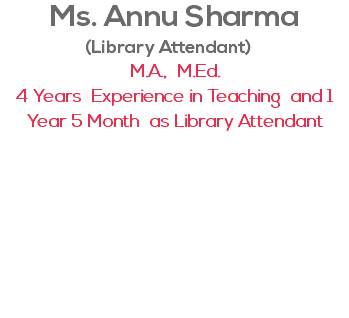 Ms. Annu Sharma
(Library Attendant)
M.A., M.Ed.
4 Years Experience in Teaching and 1
Year 5 Month as Library Attendant